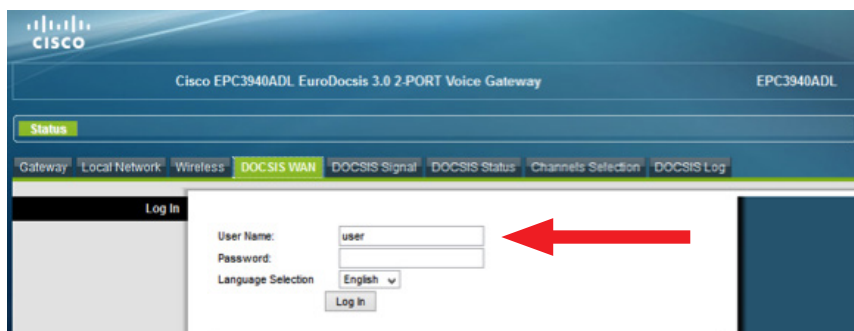 CISCO
Cisco EPC3940ADL EuroDocsis 3.0 2-PORT Voice Gateway EPC3940ADL
Status
Gateway Local Network Wireless DOCSIS WAN DOCSIS Signal DOCSIS Status Channels Selection DOCSIS Log
Log In
User Name: user
Password:
Language Selection English
Log In